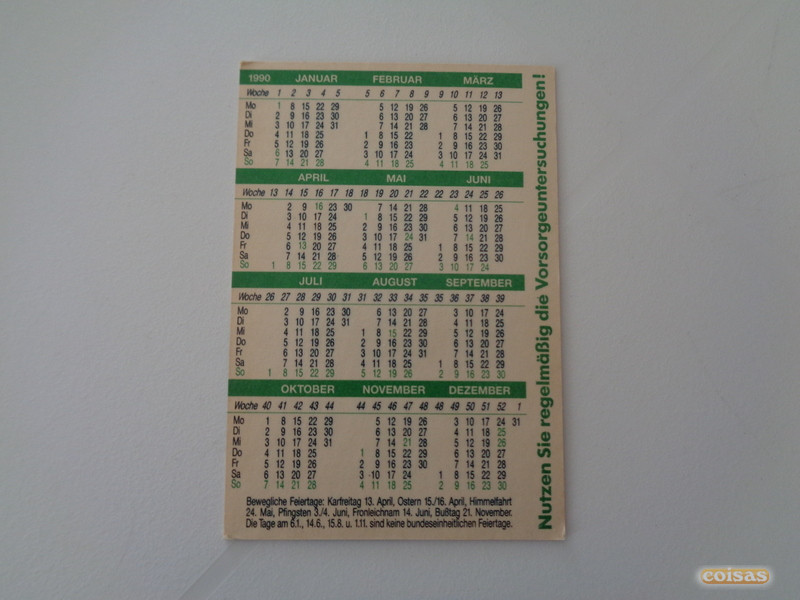 1990 JANUAR FEBRUAR MÄRZ
Woche 1 2 3 4 5 5 6 7 8 9 9 10 11 12 13
Mo 1 8 15 22 29 5 12 19 26 5 12 19 26
Di 2 9 16 23 30 6 13 20 27 6 13 20 27
Mi 3 10 17 24 31 7 14 21 28 7 14 21 28
Do 4 11 18 25 1 8 15 22 1 8 15 22 29
Fr 5 12 19 26 2 9 16 23 2 9 16 23 30
Sa 6 13 20 27 3 10 17 24 3 10 17 24 31
So 7 14 21 28 4 11 18 25 4 11 18 25
APRIL MAI JUNI
Woche 13 14 15 16 17 18 18 19 20 21 22 22 23 24 25 26
Mo 2 9 16 23 30 7 14 21 28 4 11 18 25
Di 3 10 17 24 1 8 15 22 29 5 12 19 26
Mi 4 11 18 25 2 9 16 23 30 6 13 20 27
Do 5 12 19 26 3 10 17 24 31 7 14 21 28
Fr 6 13 20 27 4 11 18 25 1 8 15 22 29
Sa 7 14 21 28 5 12 19 26 2 9 16 23 30
So 1 8 15 22 29 6 13 20 27 3 10 17 24
JULI AUGUST SEPTEMBER
Woche 26 27 28 29 30 31 31 32 33 34 35 35 36 37 38 39
Mo 2 9 16 23 30 6 13 20 27 3 10 17 24
Di 3 10 17 24 31 7 14 21 28 4 11 18 25
Mi 4 11 18 25 1 8 15 22 29 5 12 19 26
Do 5 12 19 26 2 9 16 23 30 6 13 20 27
Fr 6 13 20 27 3 10 17 24 31 7 14 21 28
Sa 7 14 21 28 4 11 18 25 1 8 15 22 29
So 1 8 15 22 29 5 12 19 26 2 9 16 23 30
OKTOBER NOVEMBER DEZEMBER
Woche 40 41 42 43 44 44 45 46 47 48 48 49 50 51 52 1
Mo 1 8 15 22 29 5 12 19 26 3 10 17 24 31
Di 2 9 16 23 30 6 13 20 27 4 11 18 25
Mi 3 10 17 24 31 7 14 21 28 5 12 19 26
Do 4 11 18 25 1 8 15 22 29 6 13 20 27
Fr 5 12 19 26 2 9 16 23 30 7 14 21 28
Sa 6 13 20 27 3 10 17 24 1 8 15 22 29
So 7 14 21 28 4 11 18 25 2 9 16 23 30
Bewegliche Feiertage: Karfreitag 13. April, Ostern 15./16. April, Himmelfahrt
24. Mai, Pfingsten 3./4. Juni, Fronleichnam 14. Juni, Bußtag 21. November.
Die Tage am 6.1., 14.6., 15.8. u. 1.11. sind keine bundeseinheitlichen Feiertage.
Nutzen Sie regelmäßig die Vorsorgeuntersuchungen!
coisas